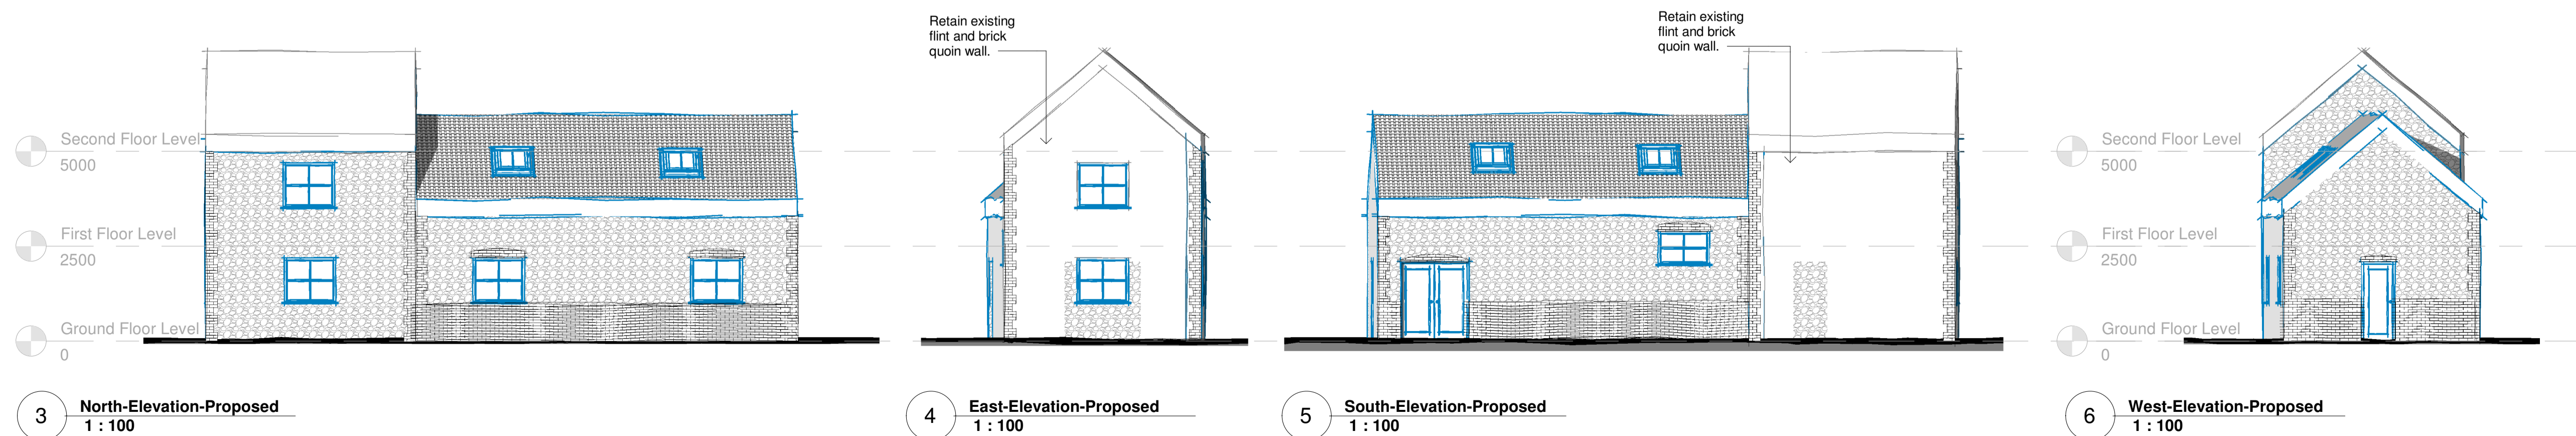 Retain existing
flint and brick
quoin wall.
Retain existing
flint and brick
quoin wall.
Second Floor Level
5000
First Floor Level
2500
Ground Floor Level
0
Second Floor Level
5000
First Floor Level
2500
Ground Floor Level
0
3 North-Elevation-Proposed
1 : 100
4 East-Elevation-Proposed
1 : 100
5 South-Elevation-Proposed
1 : 100
6 West-Elevation-Proposed
1 : 100